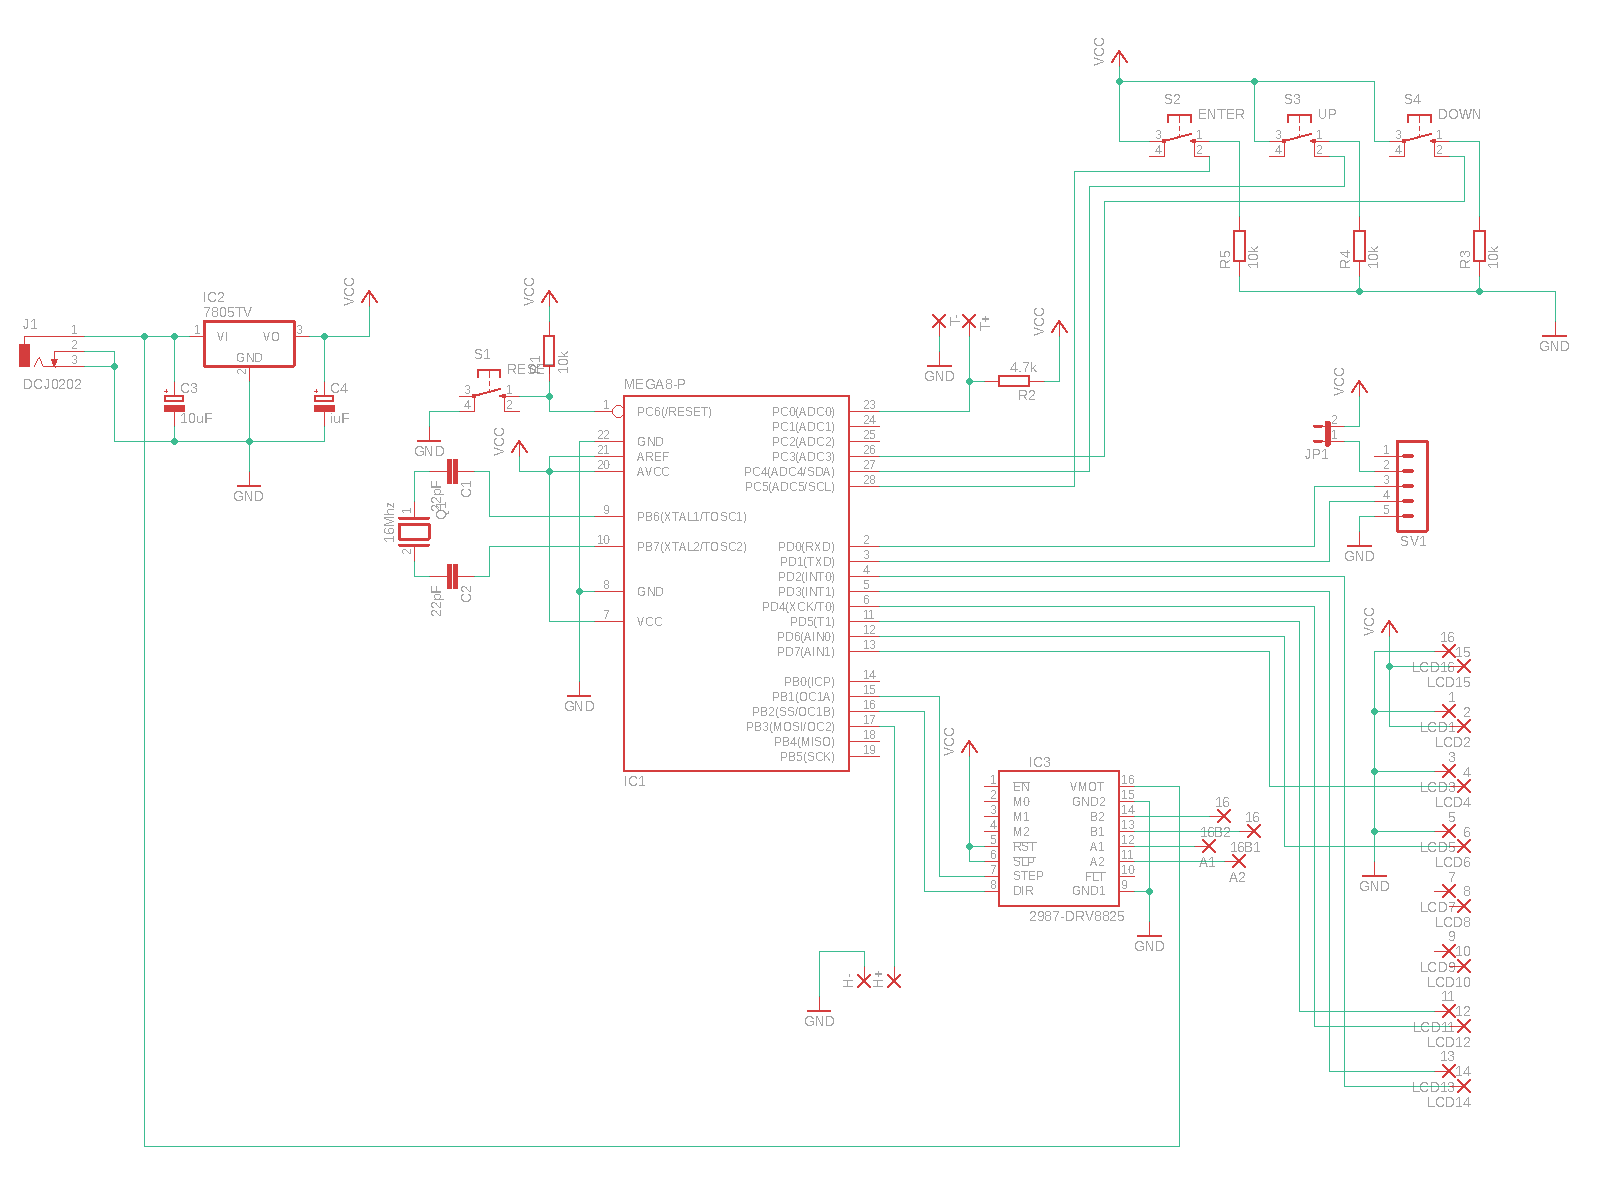 VCC
S2
ENTER
3
1
4
2
S3
UP
3
1
4
2
S4
DOWN
3
1
4
2
R5
10k
R4
10k
R3
10k
GND
J1
1
2
3
DCJ0202
IC2
7805TV
1
VI
VO
3
GND
2
VCC
C3
10uF
C4
iuF
GND
VCC
R1
10k
S1
RESE
3
1
4
2
GND
VCC
22pF
C1
16Mhz
Q1
1
2
22pF
C2
MEGA8-P
1
PC6(/RESET)
22
GND
21
AREF
20
AVCC
9
PB6(XTAL1/TOSC1)
10
PB7(XTAL2/TOSC2)
8
GND
7
VCC
GND
PC0(ADC0)
23
PC1(ADC1)
24
PC2(ADC2)
25
PC3(ADC3)
26
PC4(ADC4/SDA)
27
PC5(ADC5/SCL)
28
PD0(RXD)
2
PD1(TXD)
3
PD2(INT0)
4
PD3(INT1)
5
PD4(XCK/T0)
6
PD5(T1)
11
PD6(AIN0)
12
PD7(AIN1)
13
PB0(ICP)
14
PB1(OC1A)
15
PB2(SS/OC1B)
16
PB3(MOSI/OC2)
17
PB4(MISO)
18
PB5(SCK)
19
IC1
T-
T+
GND
VCC
4.7k
R2
VCC
2
1
JP1
1
2
3
4
5
SV1
GND
VCC
IC3
1
EN
2
M0
3
M1
4
M2
5
RST
6
SLP
7
STEP
8
DIR
VMOT
16
GND2
15
B2
14
B1
13
A1
12
A2
11
FLT
10
GND1
9
2987-DRV8825
GND
16
16B2
16
16B1
A1
A2
H-
H+
GND
VCC
16
15
LCD16
LCD15
1
2
LCD1
LCD2
3
4
LCD3
LCD4
5
6
LCD5
LCD6
GND
7
8
LCD7
LCD8
9
10
LCD9
LCD10
11
12
LCD11
LCD12
13
14
LCD13
LCD14